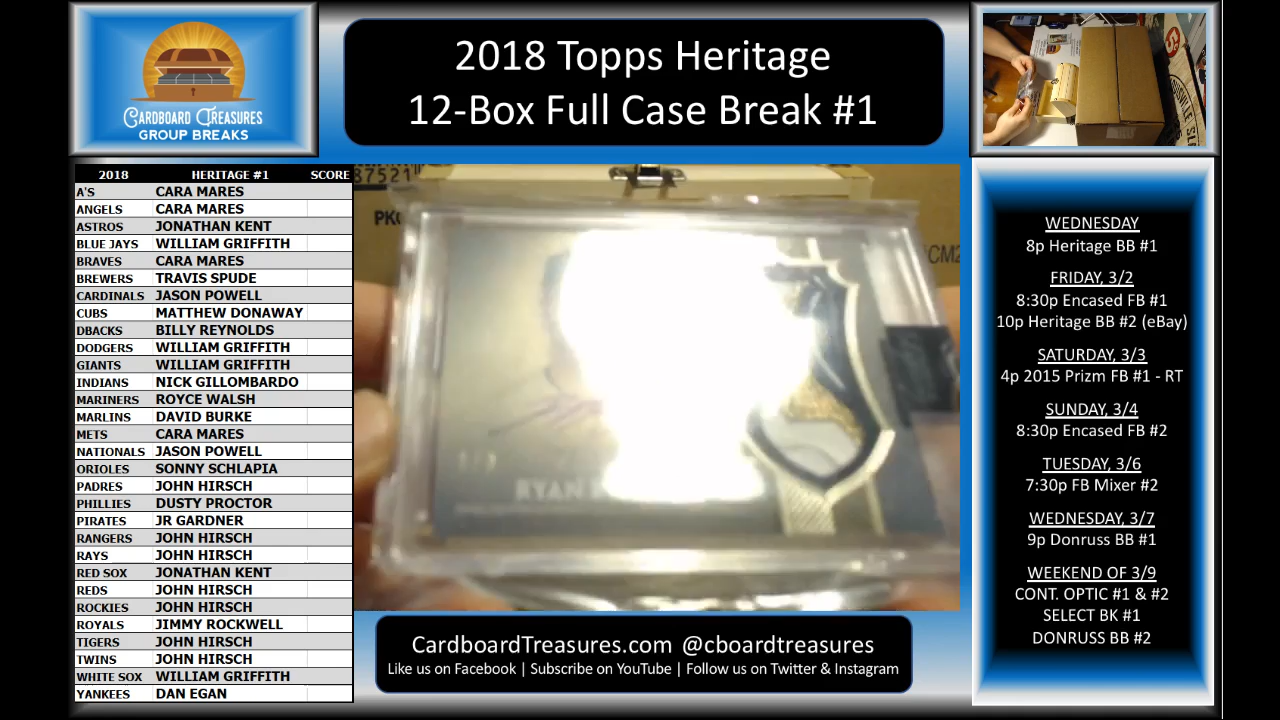 CARDBOARD TREASURES
GROUP BREAKS
2018 Topps Heritage
12-Box Full Case Break #1
2018 HERITAGE #1 SCORE
A'S CARA MARES
ANGELS CARA MARES
ASTROS JONATHAN KENT
BLUE JAYS WILLIAM GRIFFITH
BRAVES CARA MARES
BREWERS TRAVIS SPUDE
CARDINALS JASON POWELL
CUBS MATTHEW DONAWAY
DBACKS BILLY REYNOLDS
DODGERS WILLIAM GRIFFITH
GIANTS WILLIAM GRIFFITH
INDIANS NICK GILLOMBARDO
MARINERS ROYCE WALSH
MARLINS DAVID BURKE
METS CARA MARES
NATIONALS JASON POWELL
ORIOLES SONNY SCHLAPIA
PADRES JOHN HIRSCH
PHILLIES DUSTY PROCTOR
PIRATES JR GARDNER
RANGERS JOHN HIRSCH
RAYS JOHN HIRSCH
RED SOX JONATHAN KENT
REDS JOHN HIRSCH
ROCKIES JOHN HIRSCH
ROYALS JIMMY ROCKWELL
TIGERS JOHN HIRSCH
TWINS JOHN HIRSCH
WHITE SOX WILLIAM GRIFFITH
YANKEES DAN EGAN
87521
PK
CM2
RYAN
CardboardTreasures.com @cboardtreasures
Like us on Facebook | Subscribe on YouTube | Follow us on Twitter & Instagram
WEDNESDAY
8p Heritage BB #1
FRIDAY, 3/2
8:30p Encased FB #1
10p Heritage BB #2 (eBay)
SATURDAY, 3/3
4p 2015 Prizm FB #1 - RT
SUNDAY, 3/4
8:30p Encased FB #2
TUESDAY, 3/6
7:30p FB Mixer #2
WEDNESDAY, 3/7
9p Donruss BB #1
WEEKEND OF 3/9
CONT. OPTIC #1 & #2
SELECT BK #1
DONRUSS BB #2